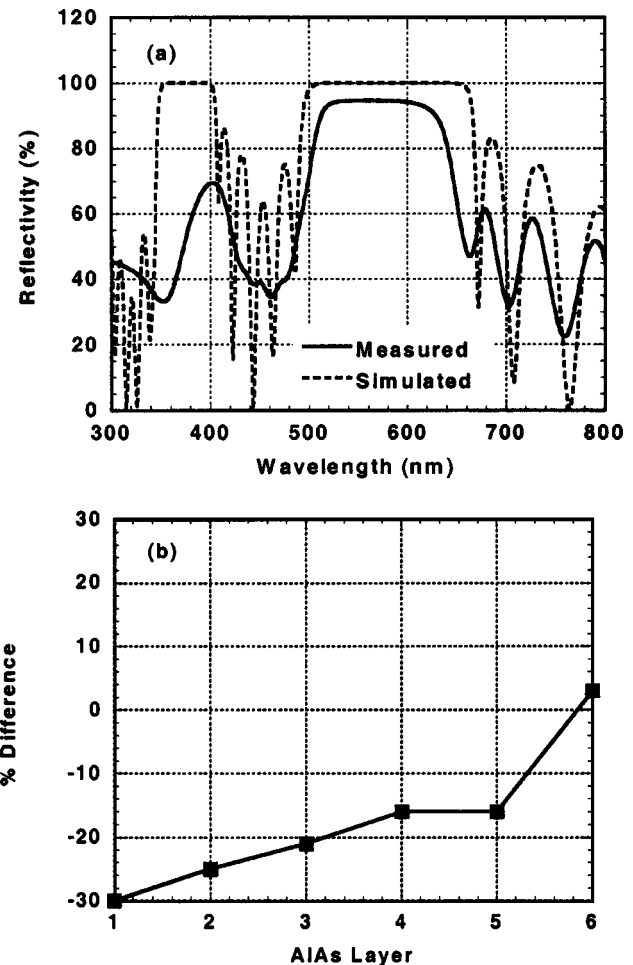 120
(a)
100
80
60
40
20
0
Reflectivity (%)
Measured
Simulated
300 400 500 600 700 800
Wavelength (nm)
30
(b)
20
10
0
-10
-20
-30
% Difference
1 2 3 4 5 6
AlAs Layer